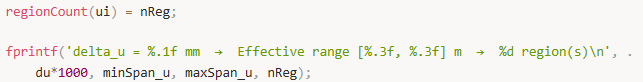 regionCount(ui) = nReg;
fprintf('delta_u = %.1f mm → Effective range [%.3f, %.3f] m → %d region(s)\n', .
du*1000, minSpan_u, maxSpan_u, nReg);